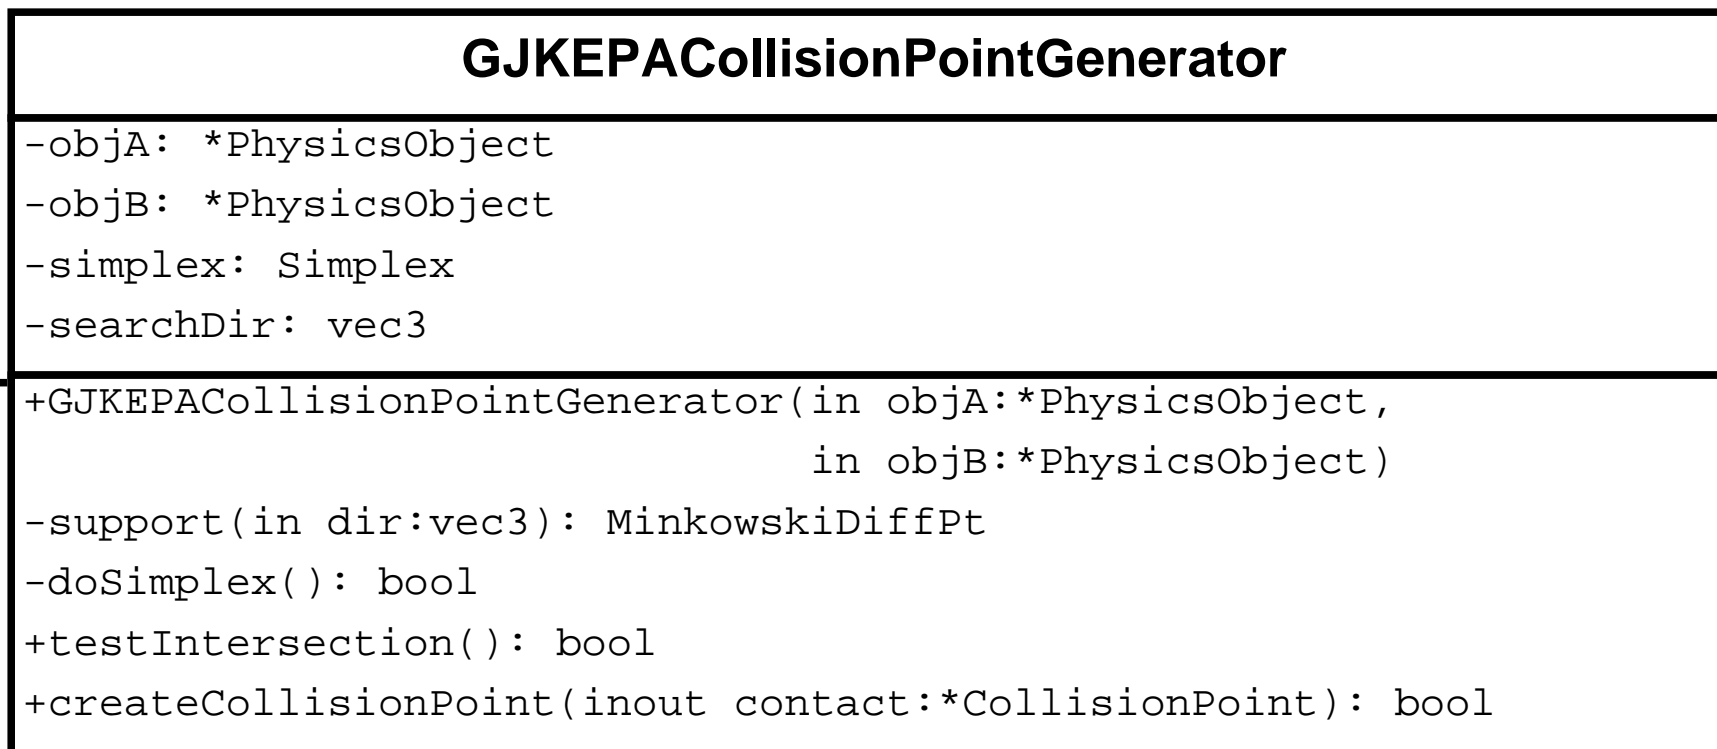 GJKEPACollisionPointGenerator
-objA: *PhysicsObject
-objB: *PhysicsObject
-simplex: Simplex
-searchDir: vec3
+GJKEPACollisionPointGenerator(in objA:*PhysicsObject,
in objB:*PhysicsObject)
-support(in dir:vec3): MinkowskiDiffPt
-doSimplex(): bool
+testIntersection(): bool
+createCollisionPoint(inout contact:*CollisionPoint): bool